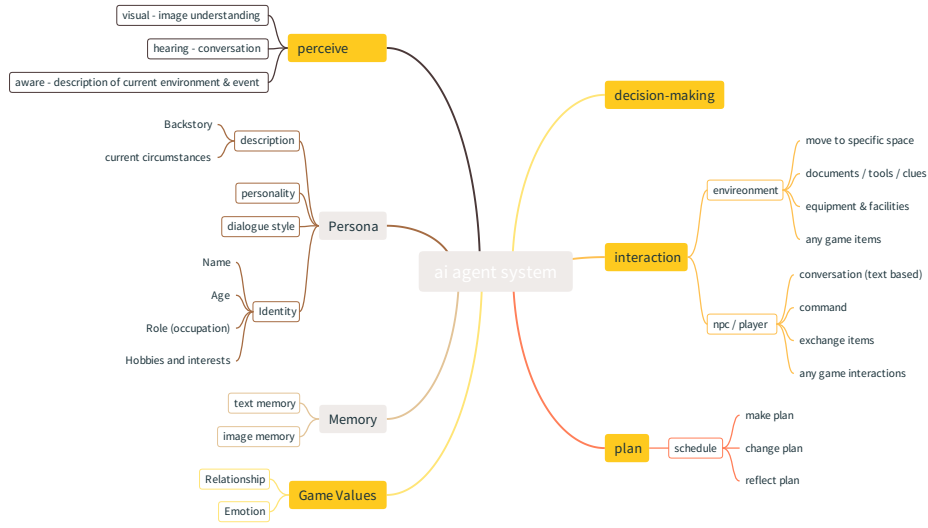 visual - image understanding
hearing - conversation
aware - description of current environment & event
perceive
Backstory
current circumstances
description
personality
dialogue style
Persona
Name
Age
Role (occupation)
Hobbies and interests
Identity
text memory
image memory
Memory
Relationship
Emotion
Game Values
ai agent system
decision-making
interaction
envireonment
move to specific space
documents / tools / clues
equipment & facilities
any game items
npc / player
conversation (text based)
command
exchange items
any game interactions
plan
schedule
make plan
change plan
reflect plan